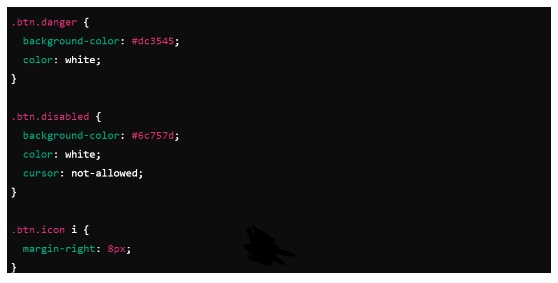 .btn.danger {
  background-color: #dc3545;
  color: white;
}

.btn.disabled {
  background-color: #6c757d;
  color: white;
  cursor: not-allowed;
}

.btn.icon i {
  margin-right: 8px;
}